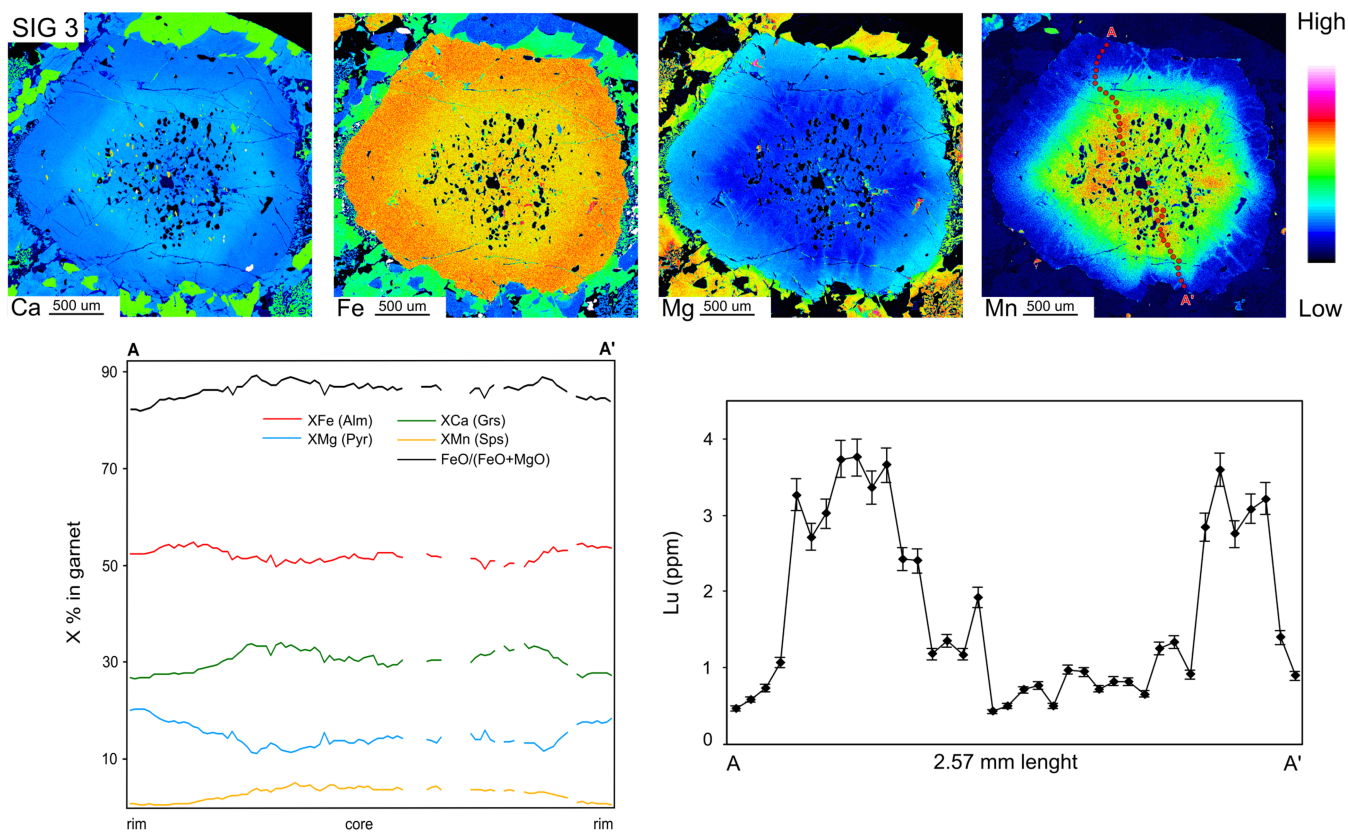 SIG 3
High
Low
Ca 500 um
Fe 500 um
Mg 500 um
Mn 500 um
A
A'
A A'
90
70
50
30
10
X % in garnet
XFe (Alm) XCa (Grs)
XMg (Pyr) XMn (Sps)
FeO/(FeO+MgO)
rim core rim
4
3
2
1
0
Lu (ppm)
A 2.57 mm lenght A'